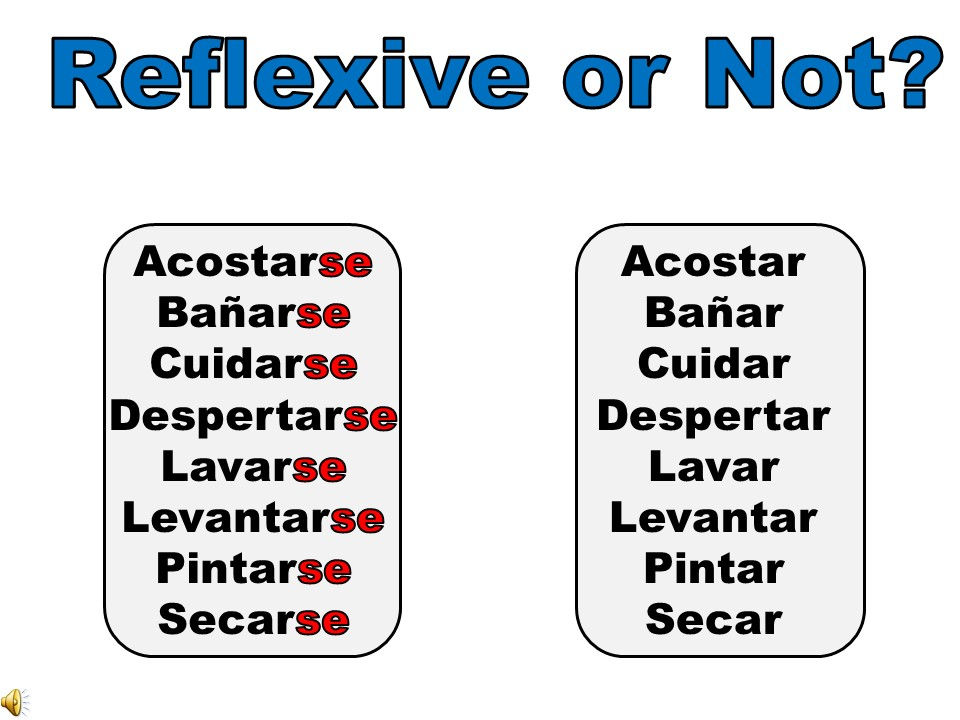 Reflexive or Not?
Acostarse
Bañarse
Cuidarse
Despertarse
Lavarse
Levantarse
Pintarse
Secarse
Acostar
Bañar
Cuidar
Despertar
Lavar
Levantar
Pintar
Secar